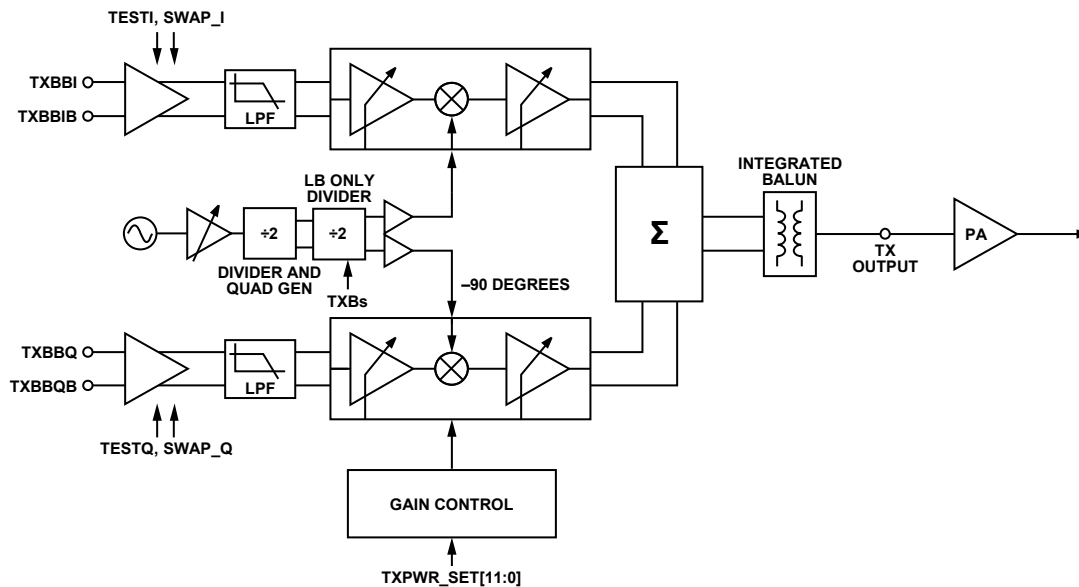 TESTI, SWAP_I
TXBBI
TXBBIB
LPF
LB ONLY
DIVIDER
÷2
÷2
DIVIDER AND
QUAD GEN
TXBs
–90 DEGREES
Σ
INTEGRATED
BALUN
TX
OUTPUT
PA
TXBBQ
TXBBQB
LPF
TESTQ, SWAP_Q
GAIN CONTROL
TXPWR_SET[11:0]